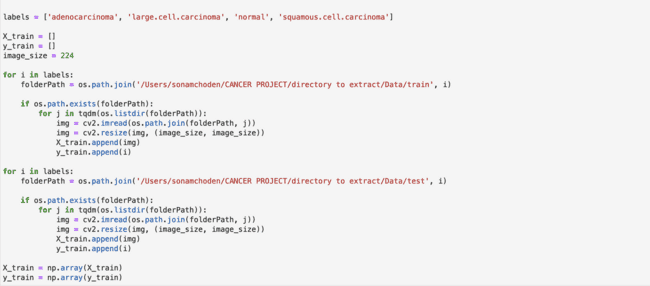 labels = ['adenocarcinoma', 'large.cell.carcinoma', 'normal', 'squamous.cell.carcinoma']
X_train = []
y_train = []
image_size = 224
for i in labels:
    folderPath = os.path.join('/Users/sonamchoden/CANCER PROJECT/directory to extract/Data/train', i)
    if os.path.exists(folderPath):
        for j in tqdm(os.listdir(folderPath)):
            img = cv2.imread(os.path.join(folderPath, j))
            img = cv2.resize(img, (image_size, image_size))
            X_train.append(img)
            y_train.append(i)
for i in labels:
    folderPath = os.path.join('/Users/sonamchoden/CANCER PROJECT/directory to extract/Data/test', i)
    if os.path.exists(folderPath):
        for j in tqdm(os.listdir(folderPath)):
            img = cv2.imread(os.path.join(folderPath, j))
            img = cv2.resize(img, (image_size, image_size))
            X_train.append(img)
            y_train.append(i)
X_train = np.array(X_train)
y_train = np.array(y_train)